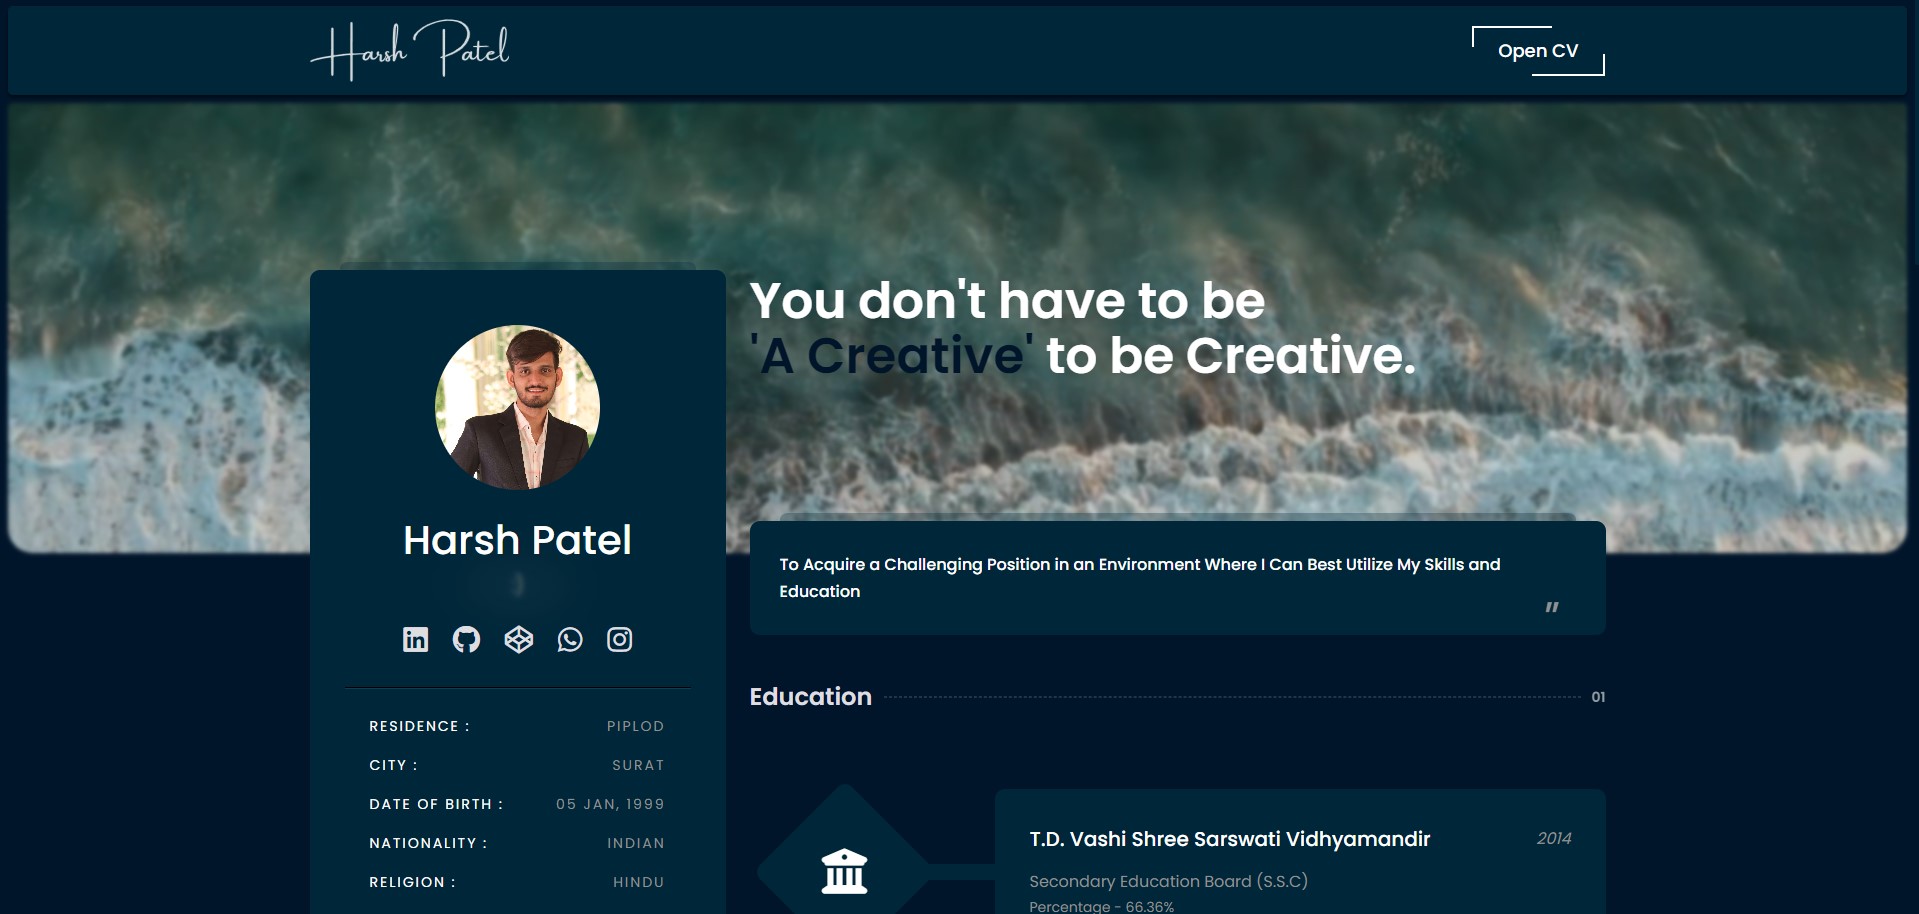 Harsh Patel
Open CV
You don't have to be
'A Creative' to be Creative.
Harsh Patel
To Acquire a Challenging Position in an Environment Where I Can Best Utilize My Skills and
Education
"
Education 01
RESIDENCE : PIPLOD
CITY : SURAT
DATE OF BIRTH : 05 JAN, 1999
NATIONALITY : INDIAN
RELIGION : HINDU
T.D. Vashi Shree Sarswati Vidhyamandir 2014
Secondary Education Board (S.S.C)
Percentage - 66.36%